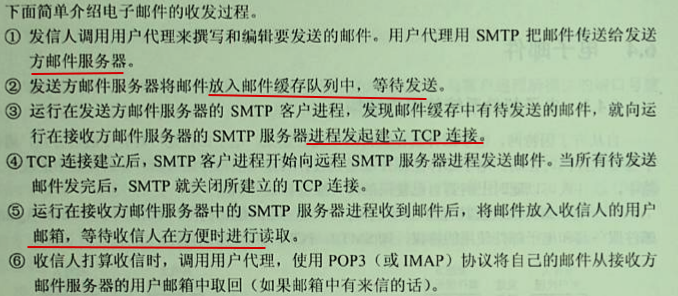 下面简单介绍电子邮件的收发过程。
① 发信人调用用户代理来撰写和编辑要发送的邮件。用户代理用 SMTP 把邮件传送给发送
方邮件服务器。
② 发送方邮件服务器将邮件放入邮件缓存队列中，等待发送。
③ 运行在发送方邮件服务器的 SMTP 客户进程，发现邮件缓存中有待发送的邮件，就向运
行在接收方邮件服务器的 SMTP 服务器进程发起建立 TCP 连接。
④ TCP 连接建立后，SMTP 客户进程开始向远程 SMTP 服务器进程发送邮件。当所有待发送
邮件发完后，SMTP 就关闭所建立的 TCP 连接。
⑤ 运行在接收方邮件服务器中的 SMTP 服务器进程收到邮件后，将邮件放入收信人的用户
邮箱，等待收信人在方便时进行读取。
⑥ 收信人打算收信时，调用用户代理，使用 POP3（或 IMAP）协议将自己的邮件从接收方
邮件服务器的用户邮箱中取回（如果邮箱中有来信的话）。